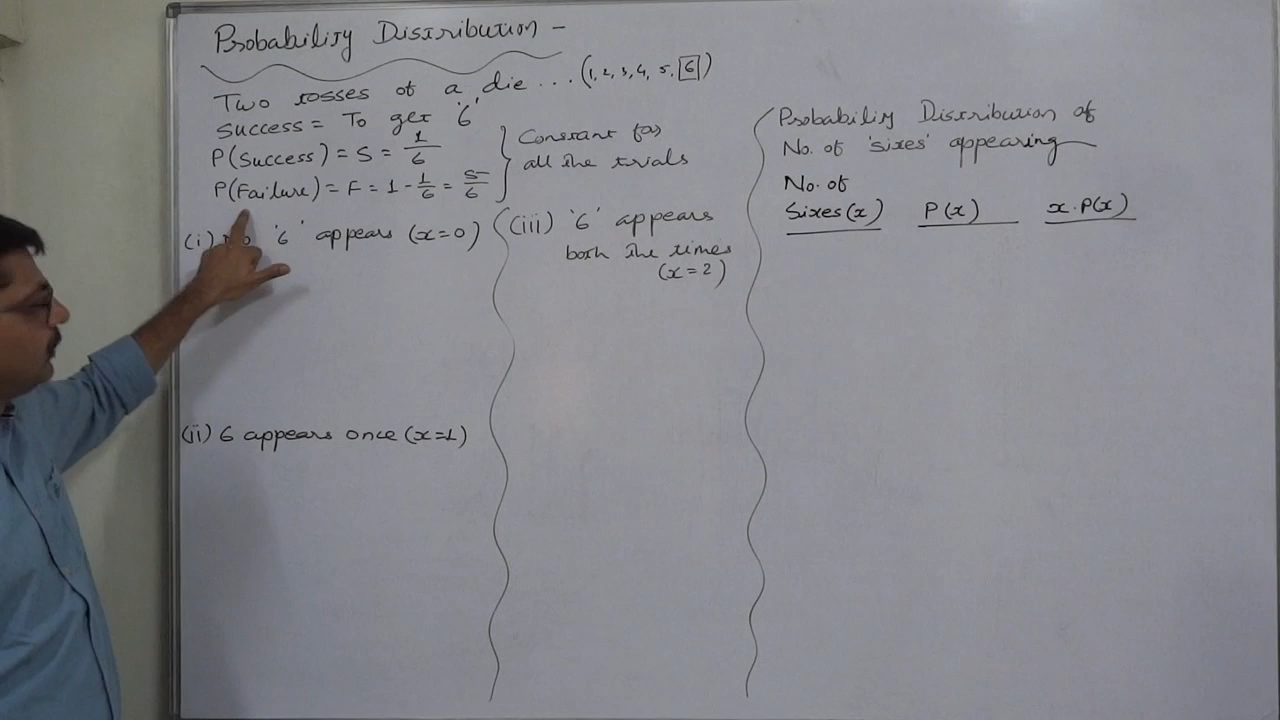 Probability Distribution -
Two tosses of a die ... (1, 2, 3, 4, 5, 6)
Success = To get '6'
P(Success) = S = 1/6
P(Failure) = F = 1 - 1/6 = 5/6
Constant for
all the trials
(i) '6' appears (x=0)
(ii) 6 appears once (x=1)
(iii) '6' appears
both the times
(x=2)
Probability Distribution of
No. of 'sixes' appearing
No. of
Sixes (x) P(x) x.P(x)